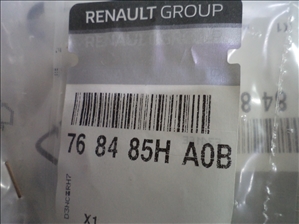 RENAULT GROUP
76 84 85H A0B
X1